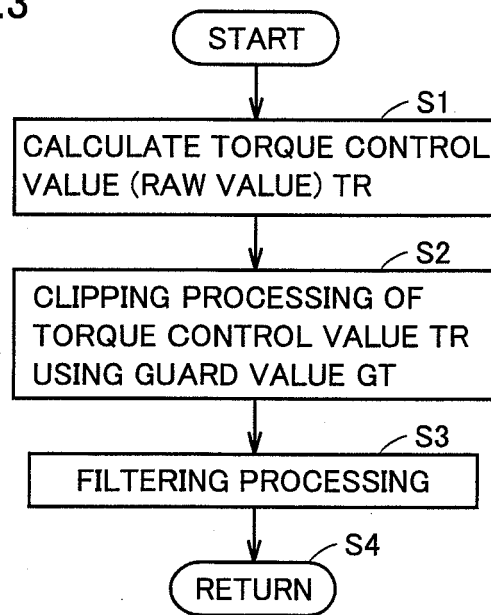 3
START
S1
CALCULATE TORQUE CONTROL
VALUE (RAW VALUE) TR
S2
CLIPPING PROCESSING OF
TORQUE CONTROL VALUE TR
USING GUARD VALUE GT
S3
FILTERING PROCESSING
S4
RETURN